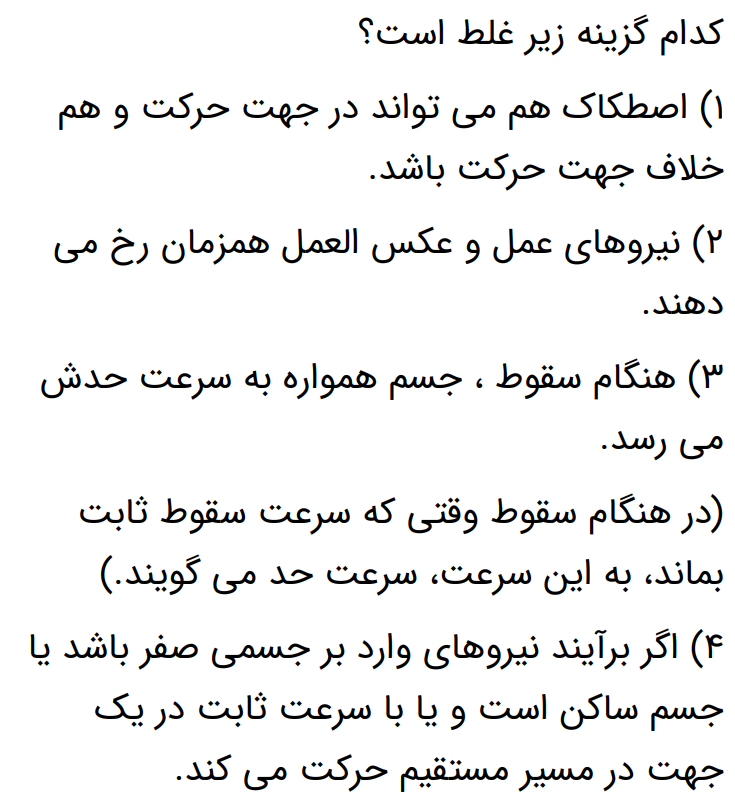 کدام گزینه زیر غلط است؟
۱) اصطکاک هم می تواند در جهت حرکت و هم
خلاف جهت حرکت باشد.
۲) نیروهای عمل و عکس العمل همزمان رخ می
دهند.
۳) هنگام سقوط ، جسم همواره به سرعت حدش
می رسد.
(در هنگام سقوط وقتی که سرعت سقوط ثابت
بماند، به این سرعت، سرعت حد می گویند.)
۴) اگر برآیند نیروهای وارد بر جسمی صفر باشد یا
جسم ساکن است و یا با سرعت ثابت در یک
جهت در مسیر مستقیم حرکت می کند.